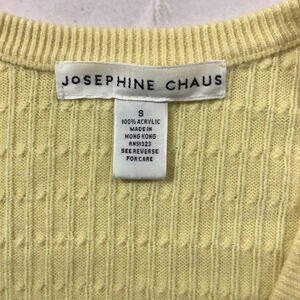 JOSEPHINE CHAUS
S
100% ACRYLIC
MADE IN
HONG KONG
RN51323
SEE REVERSE
FOR CARE